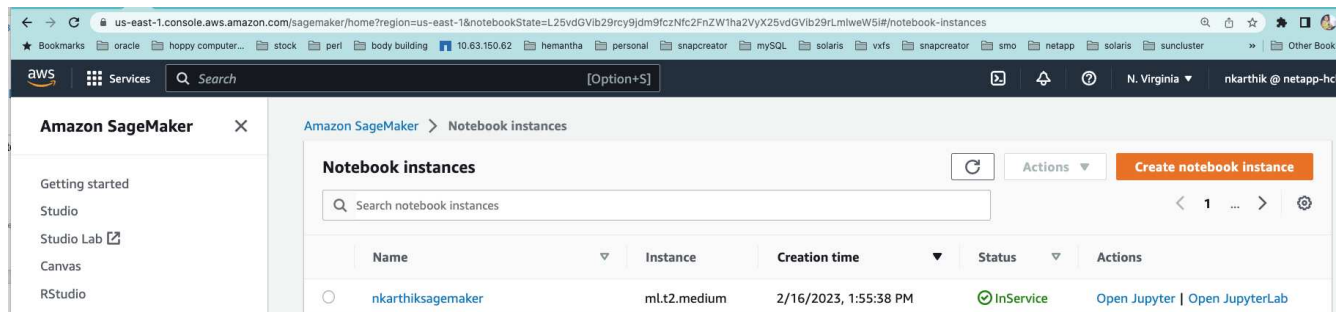 us-east-1.console.aws.amazon.com/sagemaker/home?region=us-east-1&notebookState=L25vdGVib29rcy9jdm9fczNfc2FnZW1ha2VyX25vdGVib29rLmlweW5i#/notebook-instances
Bookmarks oracle hoppy computer... stock perl body building 10.63.150.62 hemantha personal snapcreator mySQL solaris vxfs snapcreator smo netapp solaris suncluster » Other Book
aws Services Search [Option+S] N. Virginia ▼ nkarthik @ netapp-hcl
Amazon SageMaker X
Amazon SageMaker > Notebook instances
Notebook instances
Actions ▼
Create notebook instance
Getting started
Search notebook instances
< 1 ... >
Studio
Studio Lab
Canvas
RStudio
Name Instance Creation time ▼ Status Actions
nkarthiksagemaker ml.t2.medium 2/16/2023, 1:55:38 PM InService Open Jupyter | Open JupyterLab